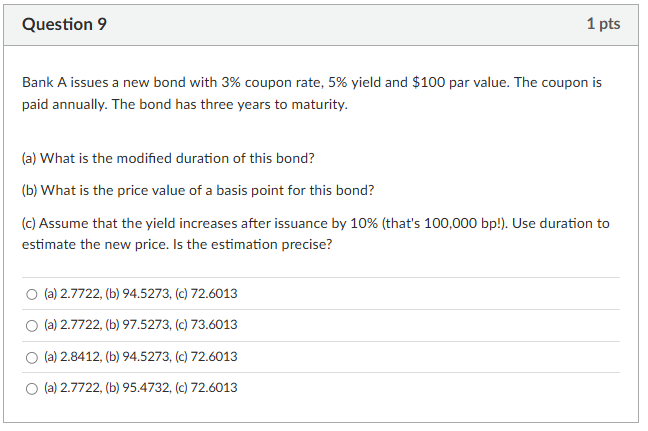 Question 9
1 pts
Bank A issues a new bond with 3% coupon rate, 5% yield and $100 par value. The coupon is
paid annually. The bond has three years to maturity.
(a) What is the modified duration of this bond?
(b) What is the price value of a basis point for this bond?
(c) Assume that the yield increases after issuance by 10% (that's 100,000 bp!). Use duration to
estimate the new price. Is the estimation precise?
(a) 2.7722, (b) 94.5273, (c) 72.6013
(a) 2.7722, (b) 97.5273, (c) 73.6013
(a) 2.8412, (b) 94.5273, (c) 72.6013
(a) 2.7722, (b) 95.4732, (c) 72.6013